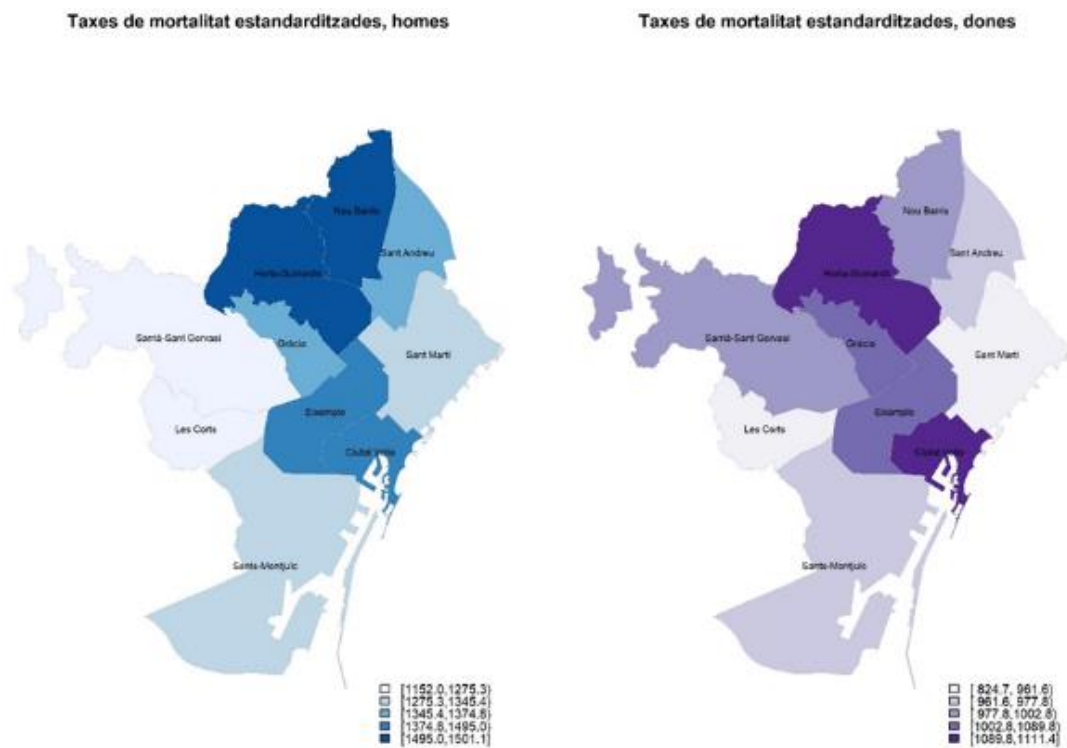 Taxes de mortalitat estandarditzades, homes
Taxes de mortalitat estandarditzades, dones
Nou Barris
Sant Andreu
Horta-Guinardó
Sarrià-Sant Gervasi
Gràcia
Sant Martí
Eixample
Les Corts
Ciutat Vella
Sants-Montjuïc
[1152.0,1275.3)
[1275.3,1345.4)
[1345.4,1374.8)
[1374.8,1495.0)
[1495.0,1501.1]
Nou Barris
Sant Andreu
Horta-Guinardó
Sarrià-Sant Gervasi
Gràcia
Sant Martí
Eixample
Les Corts
Ciutat Vella
Sants-Montjuïc
[ 824.7, 961.6)
[ 961.6, 977.8)
[ 977.8,1002.8)
[1002.8,1089.8)
[1089.8,1111.4]